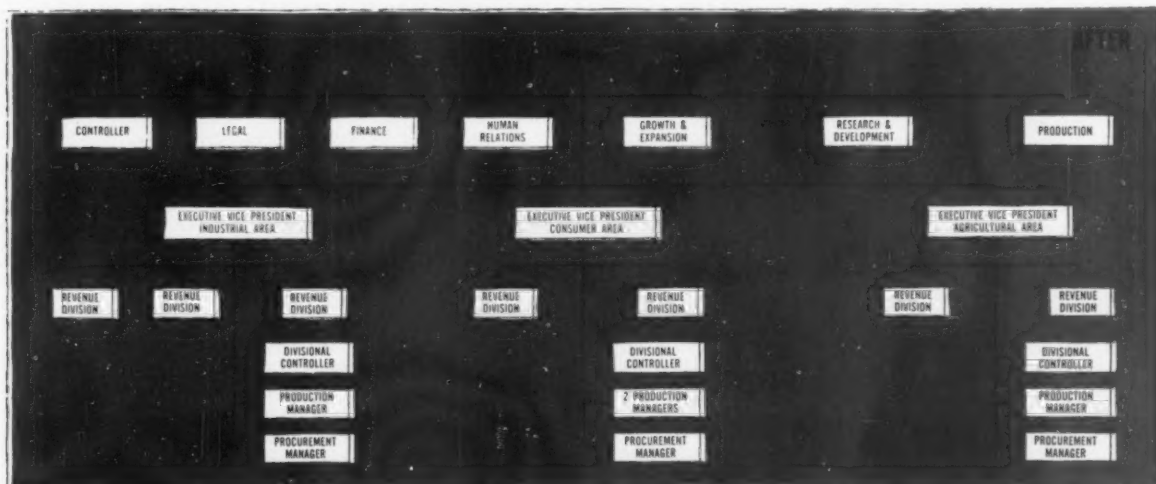 AFTER
CONTROLLER
LEGAL
FINANCE
HUMAN
RELATIONS
GROWTH &
EXPANSION
RESEARCH &
DEVELOPMENT
PRODUCTION
EXECUTIVE VICE PRESIDENT
INDUSTRIAL AREA
EXECUTIVE VICE PRESIDENT
CONSUMER AREA
EXECUTIVE VICE PRESIDENT
AGRICULTURAL AREA
REVENUE
DIVISION
REVENUE
DIVISION
REVENUE
DIVISION
REVENUE
DIVISION
REVENUE
DIVISION
REVENUE
DIVISION
REVENUE
DIVISION
DIVISIONAL
CONTROLLER
DIVISIONAL
CONTROLLER
DIVISIONAL
CONTROLLER
PRODUCTION
MANAGER
2 PRODUCTION
MANAGERS
PRODUCTION
MANAGER
PROCUREMENT
MANAGER
PROCUREMENT
MANAGER
PROCUREMENT
MANAGER